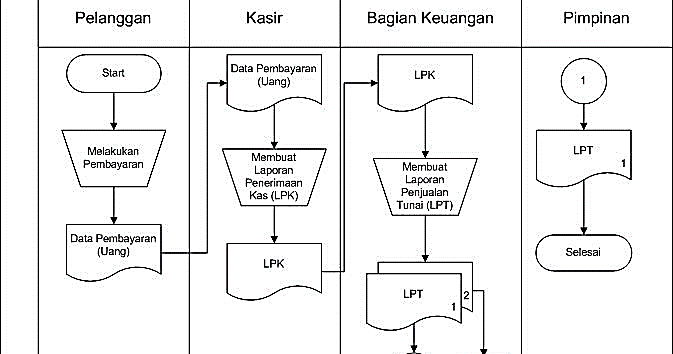 Pelanggan
Kasir
Bagian Keuangan
Pimpinan
Start
Melakukan
Pembayaran
Data Pembayaran
(Uang)
Data Pembayaran
(Uang)
Membuat
Laporan
Penerimaan
Kas (LPK)
LPK
LPK
Membuat
Laporan
Penjualan
Tunai (LPT)
LPT
1
2
1
LPT
1
Selesai